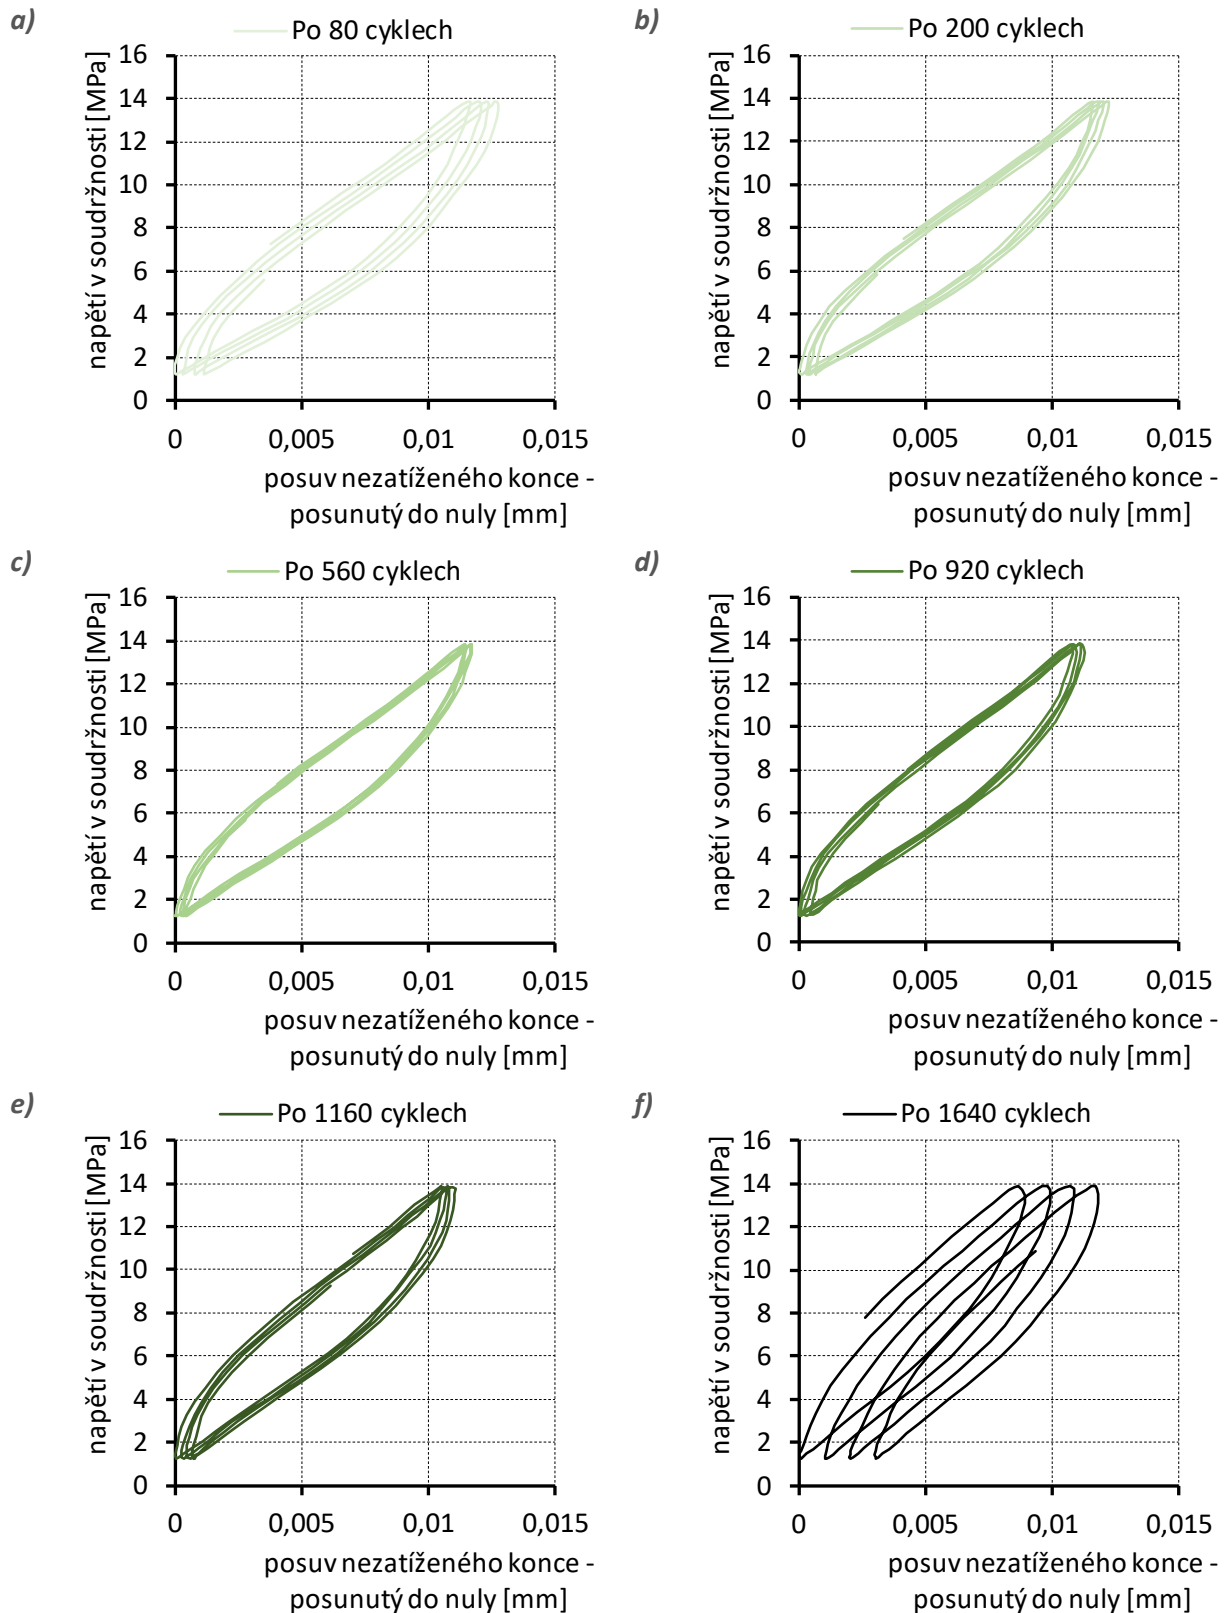 a)
Po 80 cyklech
napětí v soudržnosti [MPa]
16
14
12
10
8
6
4
2
0
0 0,005 0,01 0,015
posuv nezatíženého konce -
posunutý do nuly [mm]
b)
Po 200 cyklech
napětí v soudržnosti [MPa]
16
14
12
10
8
6
4
2
0
0 0,005 0,01 0,015
posuv nezatíženého konce -
posunutý do nuly [mm]
c)
Po 560 cyklech
napětí v soudržnosti [MPa]
16
14
12
10
8
6
4
2
0
0 0,005 0,01 0,015
posuv nezatíženého konce -
posunutý do nuly [mm]
d)
Po 920 cyklech
napětí v soudržnosti [MPa]
16
14
12
10
8
6
4
2
0
0 0,005 0,01 0,015
posuv nezatíženého konce -
posunutý do nuly [mm]
e)
Po 1160 cyklech
napětí v soudržnosti [MPa]
16
14
12
10
8
6
4
2
0
0 0,005 0,01 0,015
posuv nezatíženého konce -
posunutý do nuly [mm]
f)
Po 1640 cyklech
napětí v soudržnosti [MPa]
16
14
12
10
8
6
4
2
0
0 0,005 0,01 0,015
posuv nezatíženého konce -
posunutý do nuly [mm]